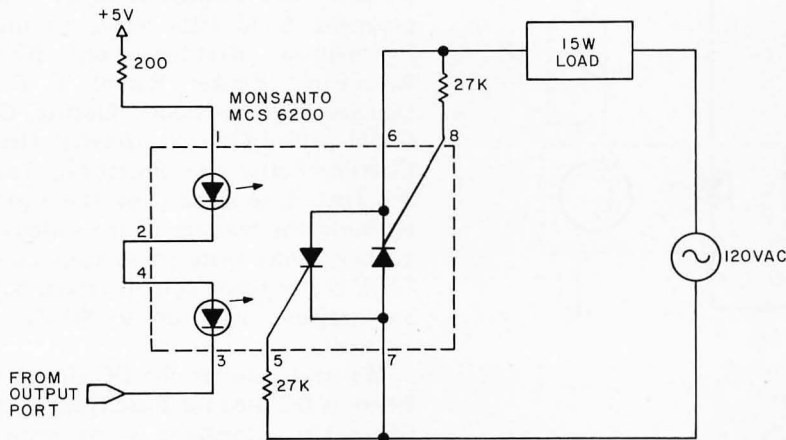 +5V
200
MONSANTO
MCS 6200
1
2
4
3
FROM
OUTPUT
PORT
5
27K
6
27K
8
7
15W
LOAD
120VAC